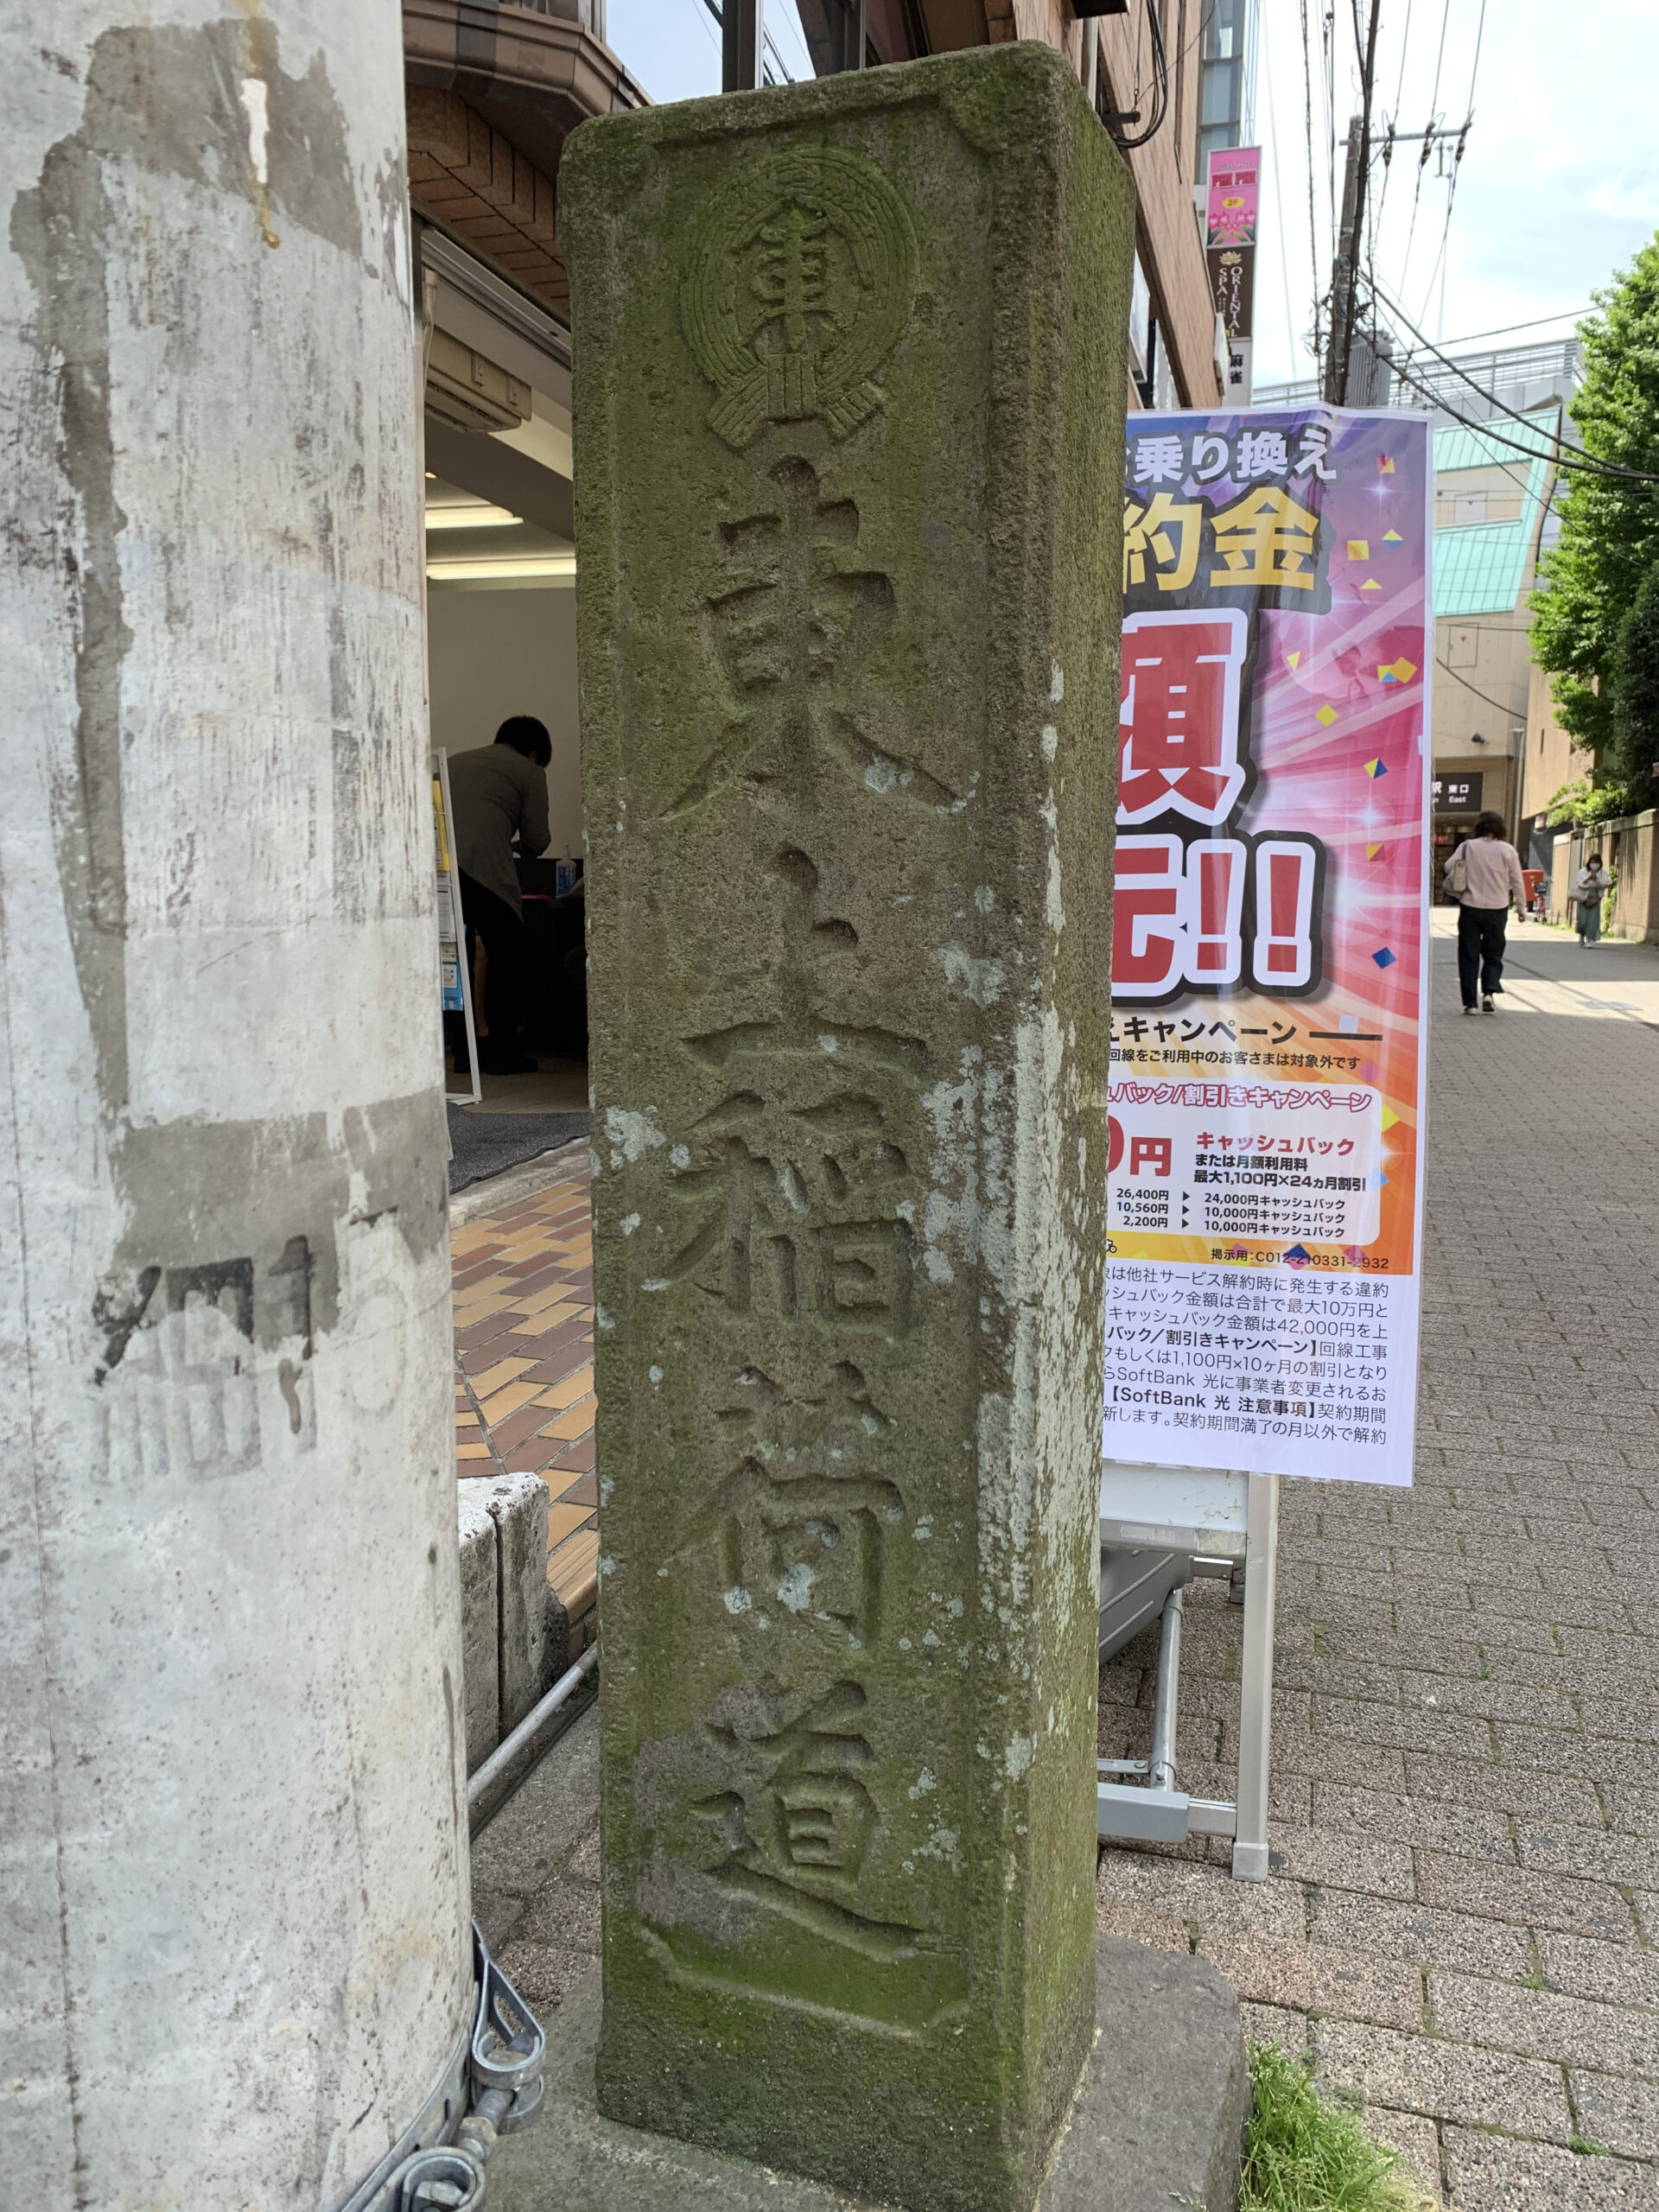 東
東上稲荷道
乗り換え
約金
額
元!!
えキャンペーン
回線をご利用中のお客さまは対象外です
バック/割引きキャンペーン
0円
キャッシュバック
または月額利用料
最大1,100円×24ヵ月割引
26,400円 ▶ 24,000円キャッシュバック
10,560円 ▶ 10,000円キャッシュバック
2,200円 ▶ 10,000円キャッシュバック
す。
掲示用:C012-210331-2932
は他社サービス解約時に発生する違約
ッシュバック金額は合計で最大10万円と
キャッシュバック金額は42,000円を上
バック/割引きキャンペーン】回線工事
クもしくは1,100円×10ヶ月の割引となり
らSoftBank 光に事業者変更されるお
【SoftBank 光 注意事項】契約期間
新します。契約期間満了の月以外で解約
2F
ORIENTAL
SPA
麻雀
駅 東口
East